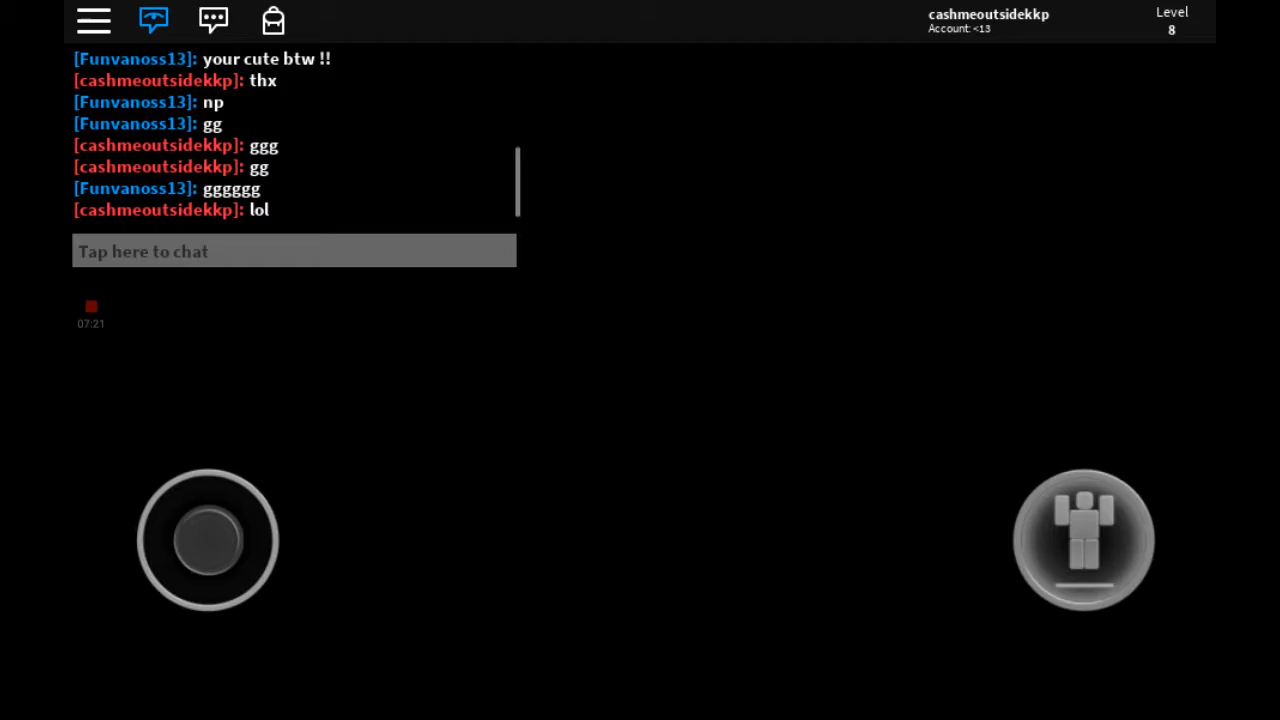 cashmeoutsidekkp
Account: <13
Level
8
[Funvanoss13]: your cute btw !!
[cashmeoutsidekkp]: thx
[Funvanoss13]: np
[Funvanoss13]: gg
[cashmeoutsidekkp]: ggg
[cashmeoutsidekkp]: gg
[Funvanoss13]: gggggg
[cashmeoutsidekkp]: lol
Tap here to chat
07:21